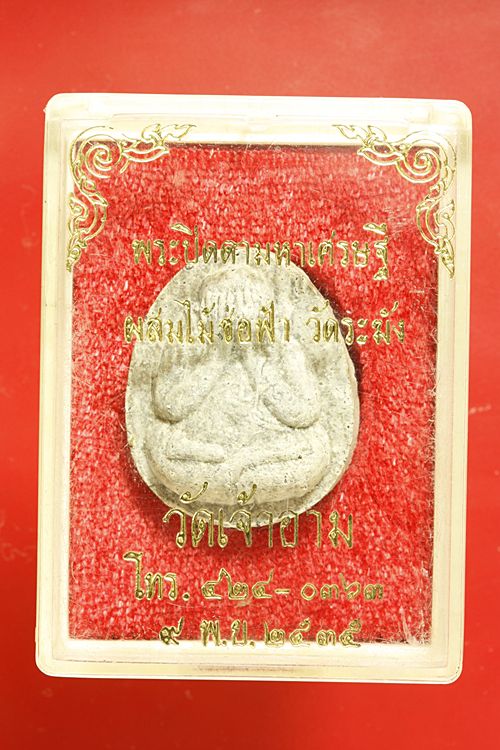 พระปิดตามหาเศรษฐี
ผสมไม้ช่อฟ้า วัดระฆัง
วัดเจ้าอาม
โทร. ๔๒๔-๐๓๖๓
๙ พ.ย. ๒๕๓๕